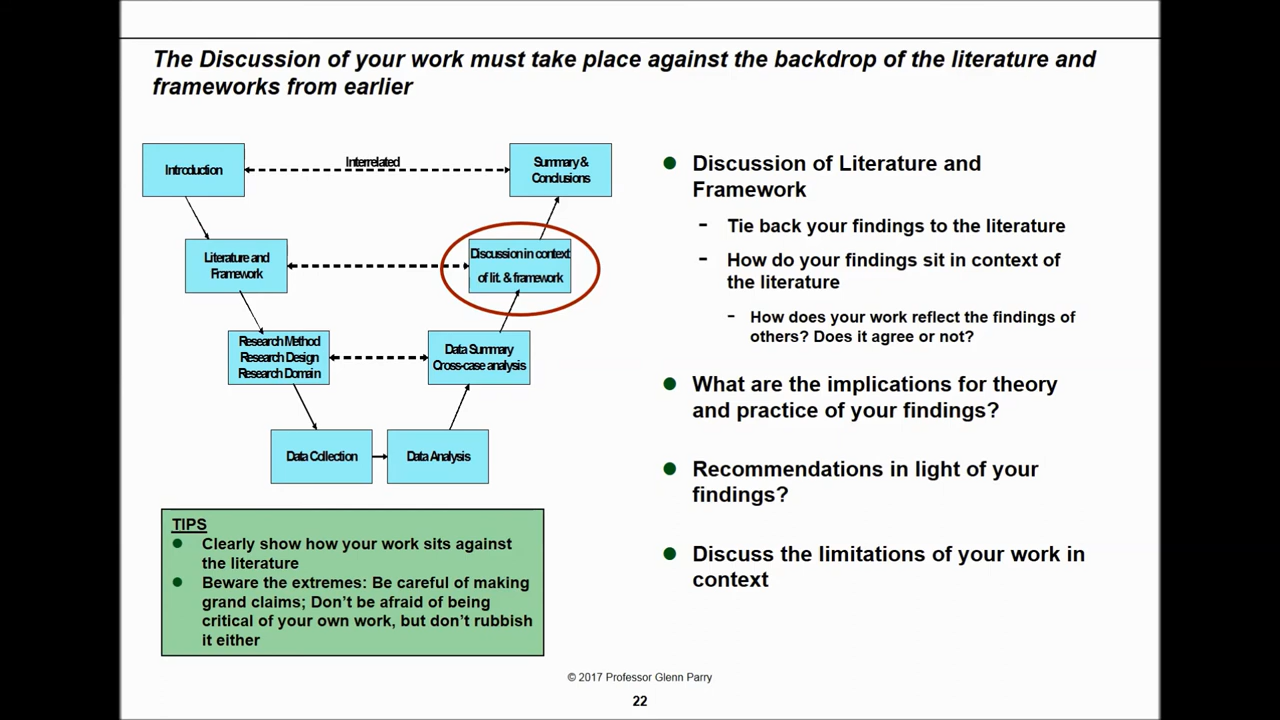 The Discussion of your work must take place against the backdrop of the literature and
frameworks from earlier
Introduction
Interrelated
Summary &
Conclusions
Literature and
Framework
Discussion in context
of lit. & framework
Research Method
Research Design
Research Domain
Data Summary
Cross-case analysis
Data Collection
Data Analysis
TIPS
Clearly show how your work sits against
the literature
Beware the extremes: Be careful of making
grand claims; Don't be afraid of being
critical of your own work, but don't rubbish
it either
Discussion of Literature and
Framework
- Tie back your findings to the literature
- How do your findings sit in context of
the literature
- How does your work reflect the findings of
others? Does it agree or not?
What are the implications for theory
and practice of your findings?
Recommendations in light of your
findings?
Discuss the limitations of your work in
context
© 2017 Professor Glenn Parry
22